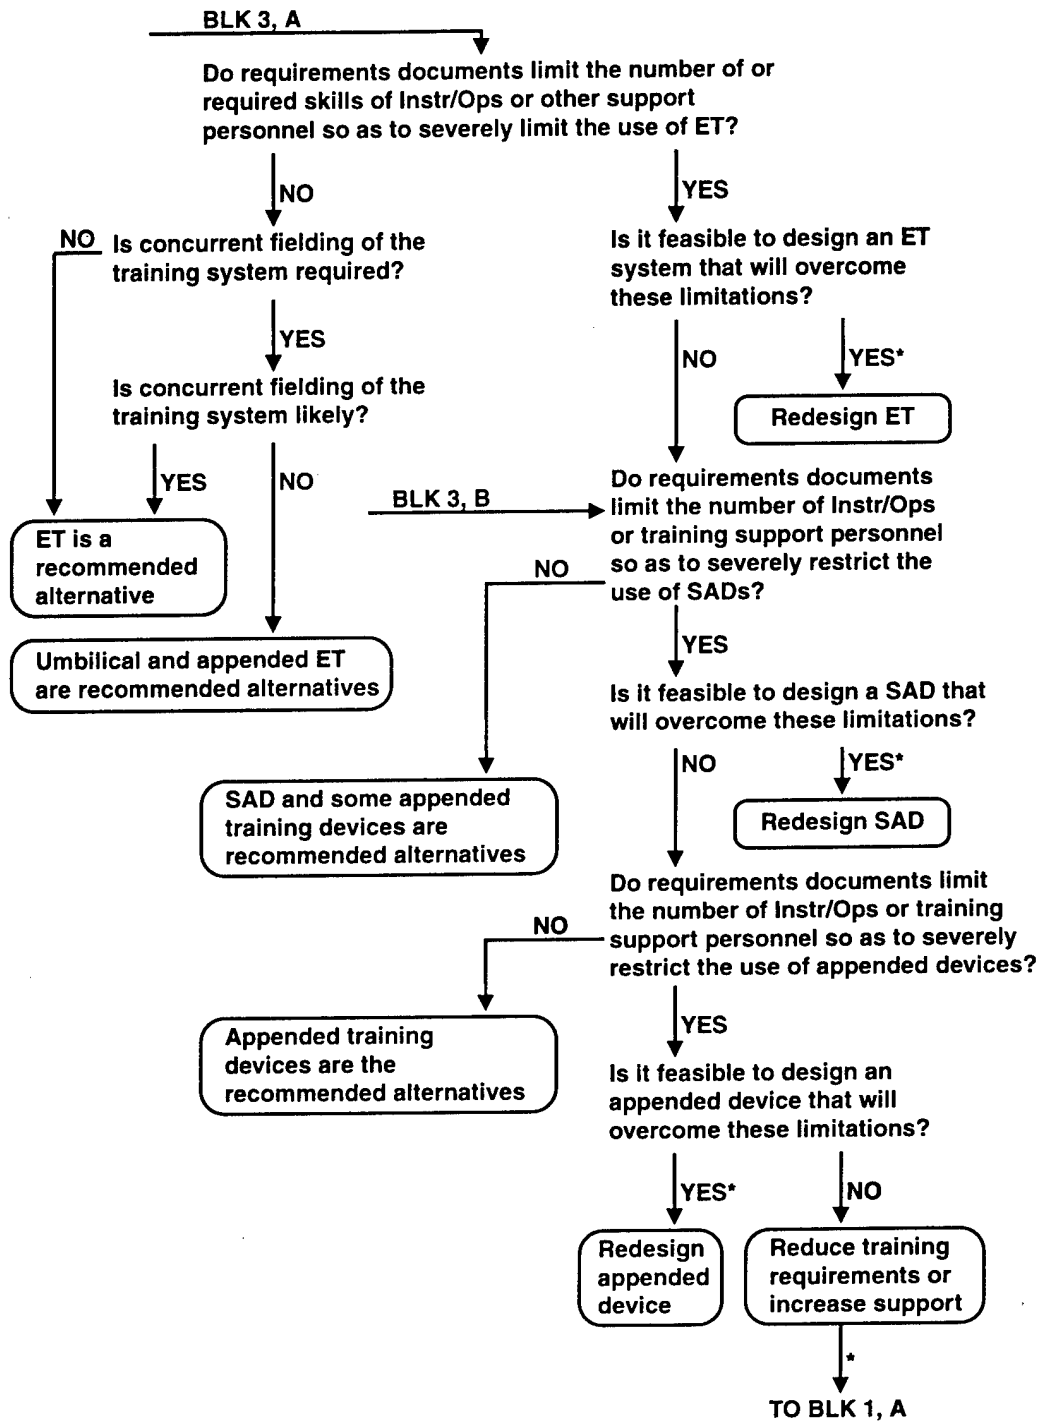 BLK 3, A
Do requirements documents limit the number of or
required skills of Instr/Ops or other support
personnel so as to severely limit the use of ET?
NO
YES
NO
Is concurrent fielding of the
training system required?
Is it feasible to design an ET
system that will overcome
these limitations?
YES
NO
YES*
Is concurrent fielding of the
training system likely?
Redesign ET
YES
NO
BLK 3, B
Do requirements documents
limit the number of Instr/Ops
or training support personnel
so as to severely restrict the
use of SADs?
ET is a
recommended
alternative
NO
Umbilical and appended ET
are recommended alternatives
YES
Is it feasible to design a SAD that
will overcome these limitations?
NO
YES*
SAD and some appended
training devices are
recommended alternatives
Redesign SAD
Do requirements documents limit
the number of Instr/Ops or training
support personnel so as to severely
restrict the use of appended devices?
NO
Appended training
devices are the
recommended alternatives
YES
Is it feasible to design an
appended device that will
overcome these limitations?
YES*
NO
Redesign
appended
device
Reduce training
requirements or
increase support
*
TO BLK 1, A